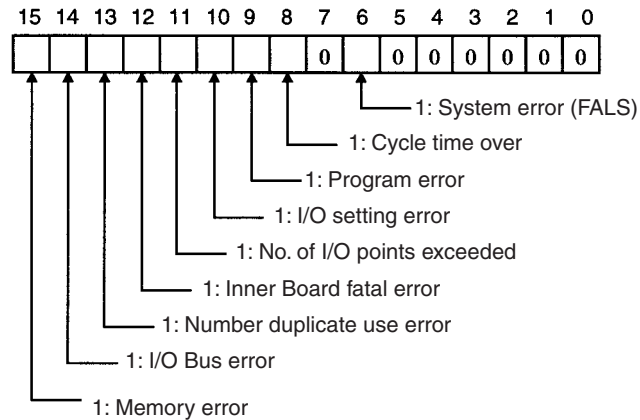 15 14 13 12 11 10 9 8 7 6 5 4 3 2 1 0
0 0 0 0 0 0 0
1: System error (FALS)
1: Cycle time over
1: Program error
1: I/O setting error
1: No. of I/O points exceeded
1: Inner Board fatal error
1: Number duplicate use error
1: I/O Bus error
1: Memory error